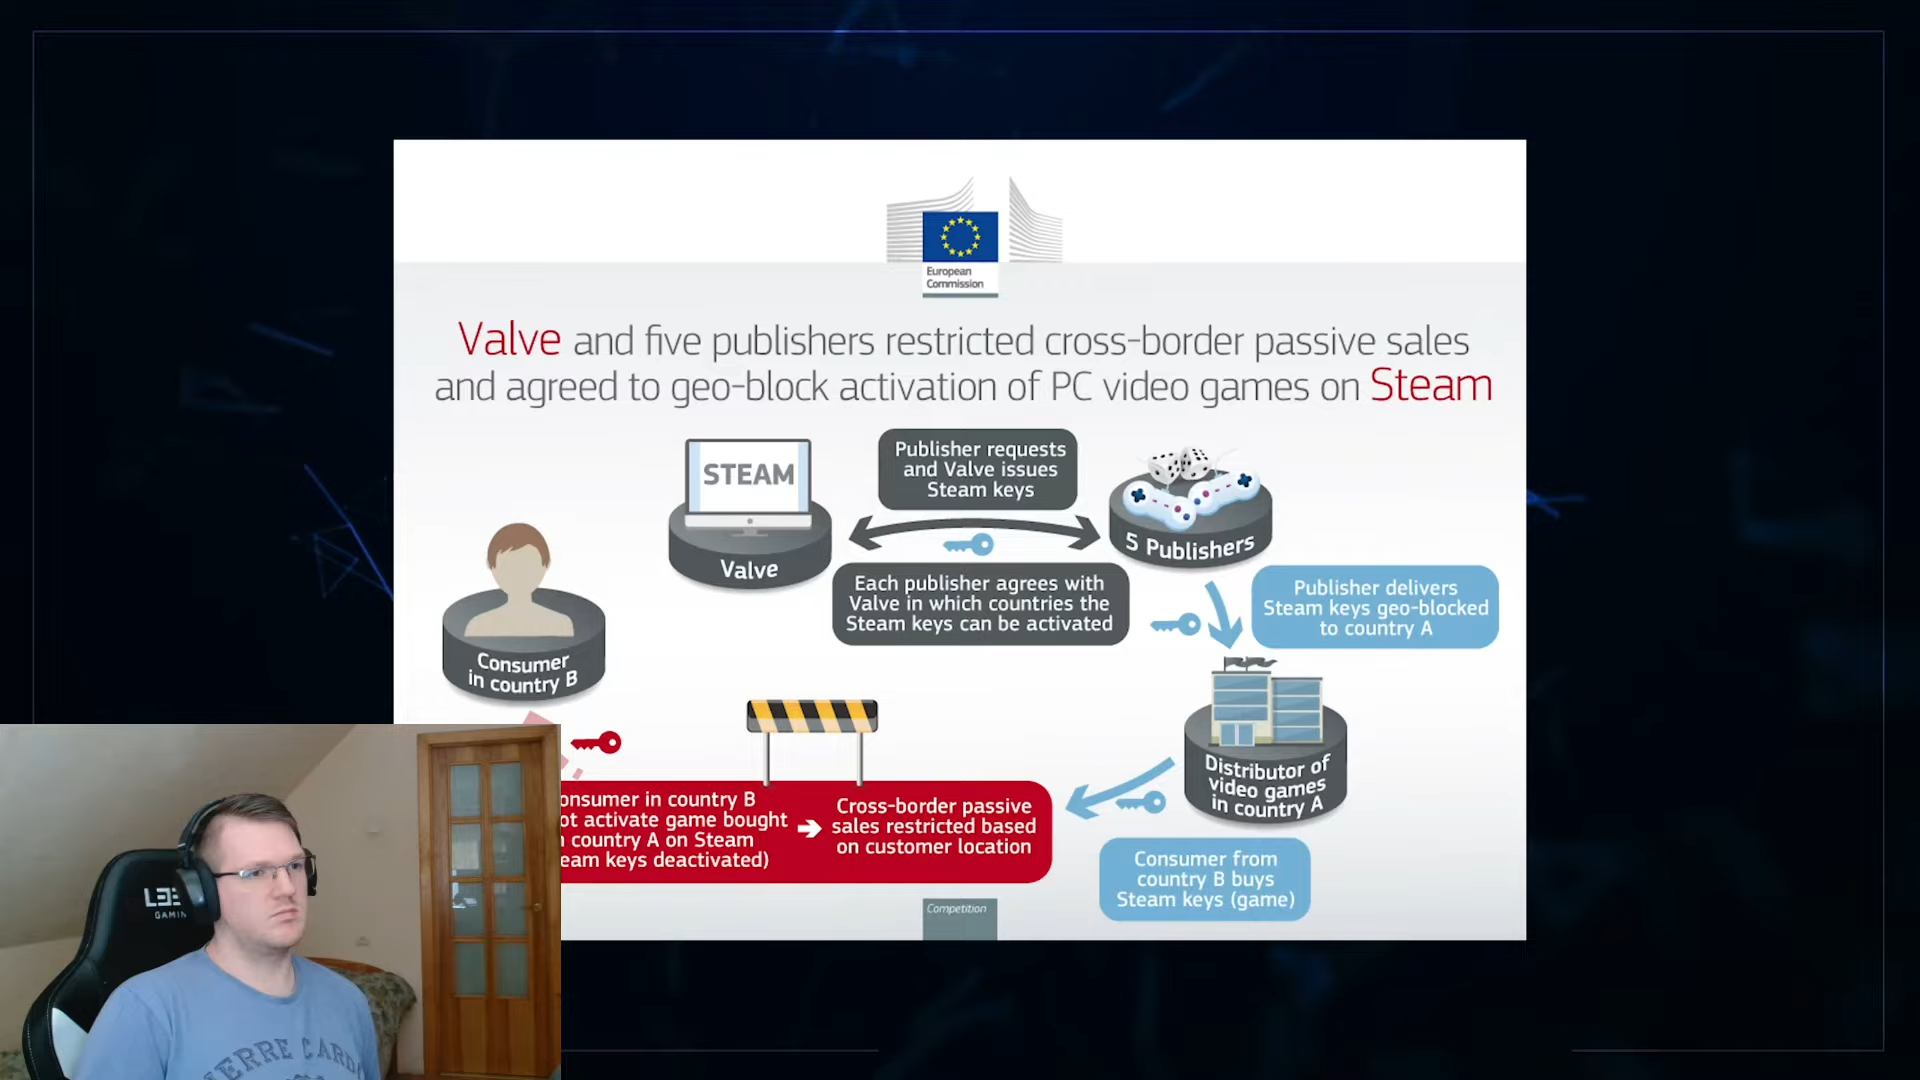 European
Commission
Valve and five publishers restricted cross-border passive sales
and agreed to geo-block activation of PC video games on Steam
STEAM
Valve
Publisher requests
and Valve issues
Steam keys
5 Publishers
Each publisher agrees with
Valve in which countries the
Steam keys can be activated
Publisher delivers
Steam keys geo-blocked
to country A
Consumer
in country B
Distributor of
video games
in country A
onsumer in country B
ot activate game bought
country A on Steam
eam keys deactivated)
Cross-border passive
sales restricted based
on customer location
Consumer from
country B buys
Steam keys (game)
Competition
GAMIN
ERRE CARD